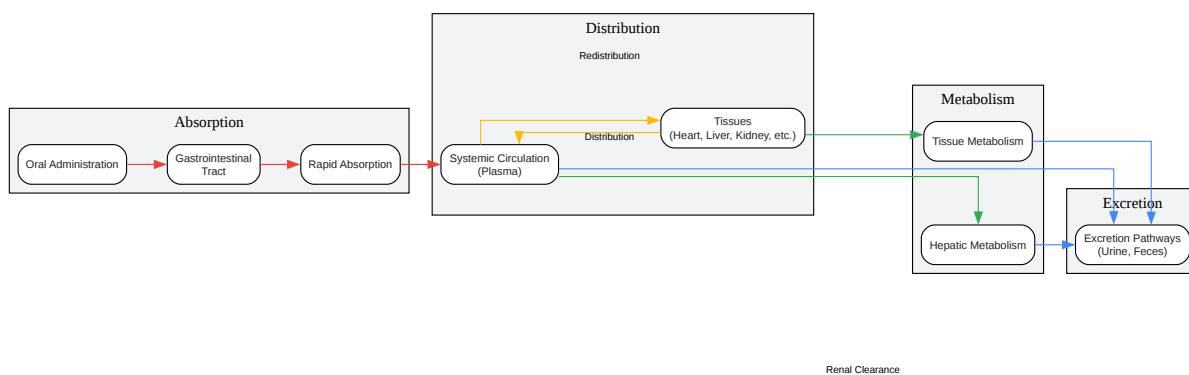 Distribution
Redistribution
Absorption
Oral Administration
Gastrointestinal
Tract
Rapid Absorption
Systemic Circulation
(Plasma)
Distribution
Tissues
(Heart, Liver, Kidney, etc.)
Metabolism
Tissue Metabolism
Hepatic Metabolism
Excretion
Excretion Pathways
(Urine, Feces)
Renal Clearance